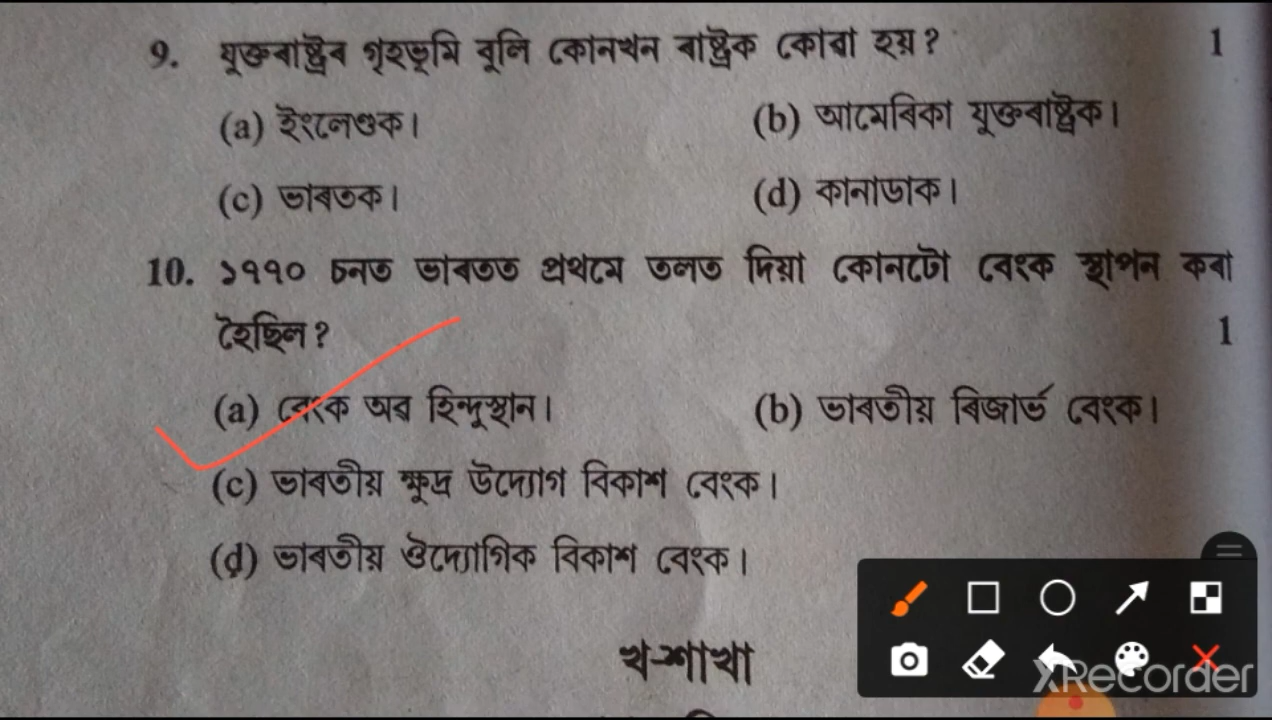 9. যুক্তৰাষ্ট্ৰৰ গৃহভূমি বুলি কোনখন ৰাষ্ট্ৰক কোৱা হয়? 1
(a) ইংলেণ্ডক। (b) আমেৰিকা যুক্তৰাষ্ট্ৰক।
(c) ভাৰতক। (d) কানাডাক।
10. ১৭৭০ চনত ভাৰতত প্ৰথমে তলত দিয়া কোনটো বেংক স্থাপন কৰা
হৈছিল? 1
(a) বেংক অৱ হিন্দুস্থান। (b) ভাৰতীয় ৰিজাৰ্ভ বেংক।
(c) ভাৰতীয় ক্ষুদ্ৰ উদ্যোগ বিকাশ বেংক।
(d) ভাৰতীয় ঔদ্যোগিক বিকাশ বেংক।
খ-শাখা
XRecorder